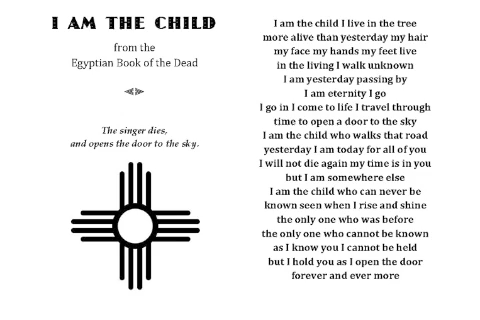 I AM THE CHILD
from the
Egyptian Book of the Dead
The singer dies,
and opens the door to the sky.
I am the child I live in the tree
more alive than yesterday my hair
my face my hands my feet live
in the living I walk unknown
I am yesterday passing by
I am eternity I go
I go in I come to life I travel through
time to open a door to the sky
I am the child who walks that road
yesterday I am today for all of you
I will not die again my time is in you
but I am somewhere else
I am the child who can never be
known seen when I rise and shine
the only one who was before
the only one who cannot be known
as I know you I cannot be held
but I hold you as I open the door
forever and ever more